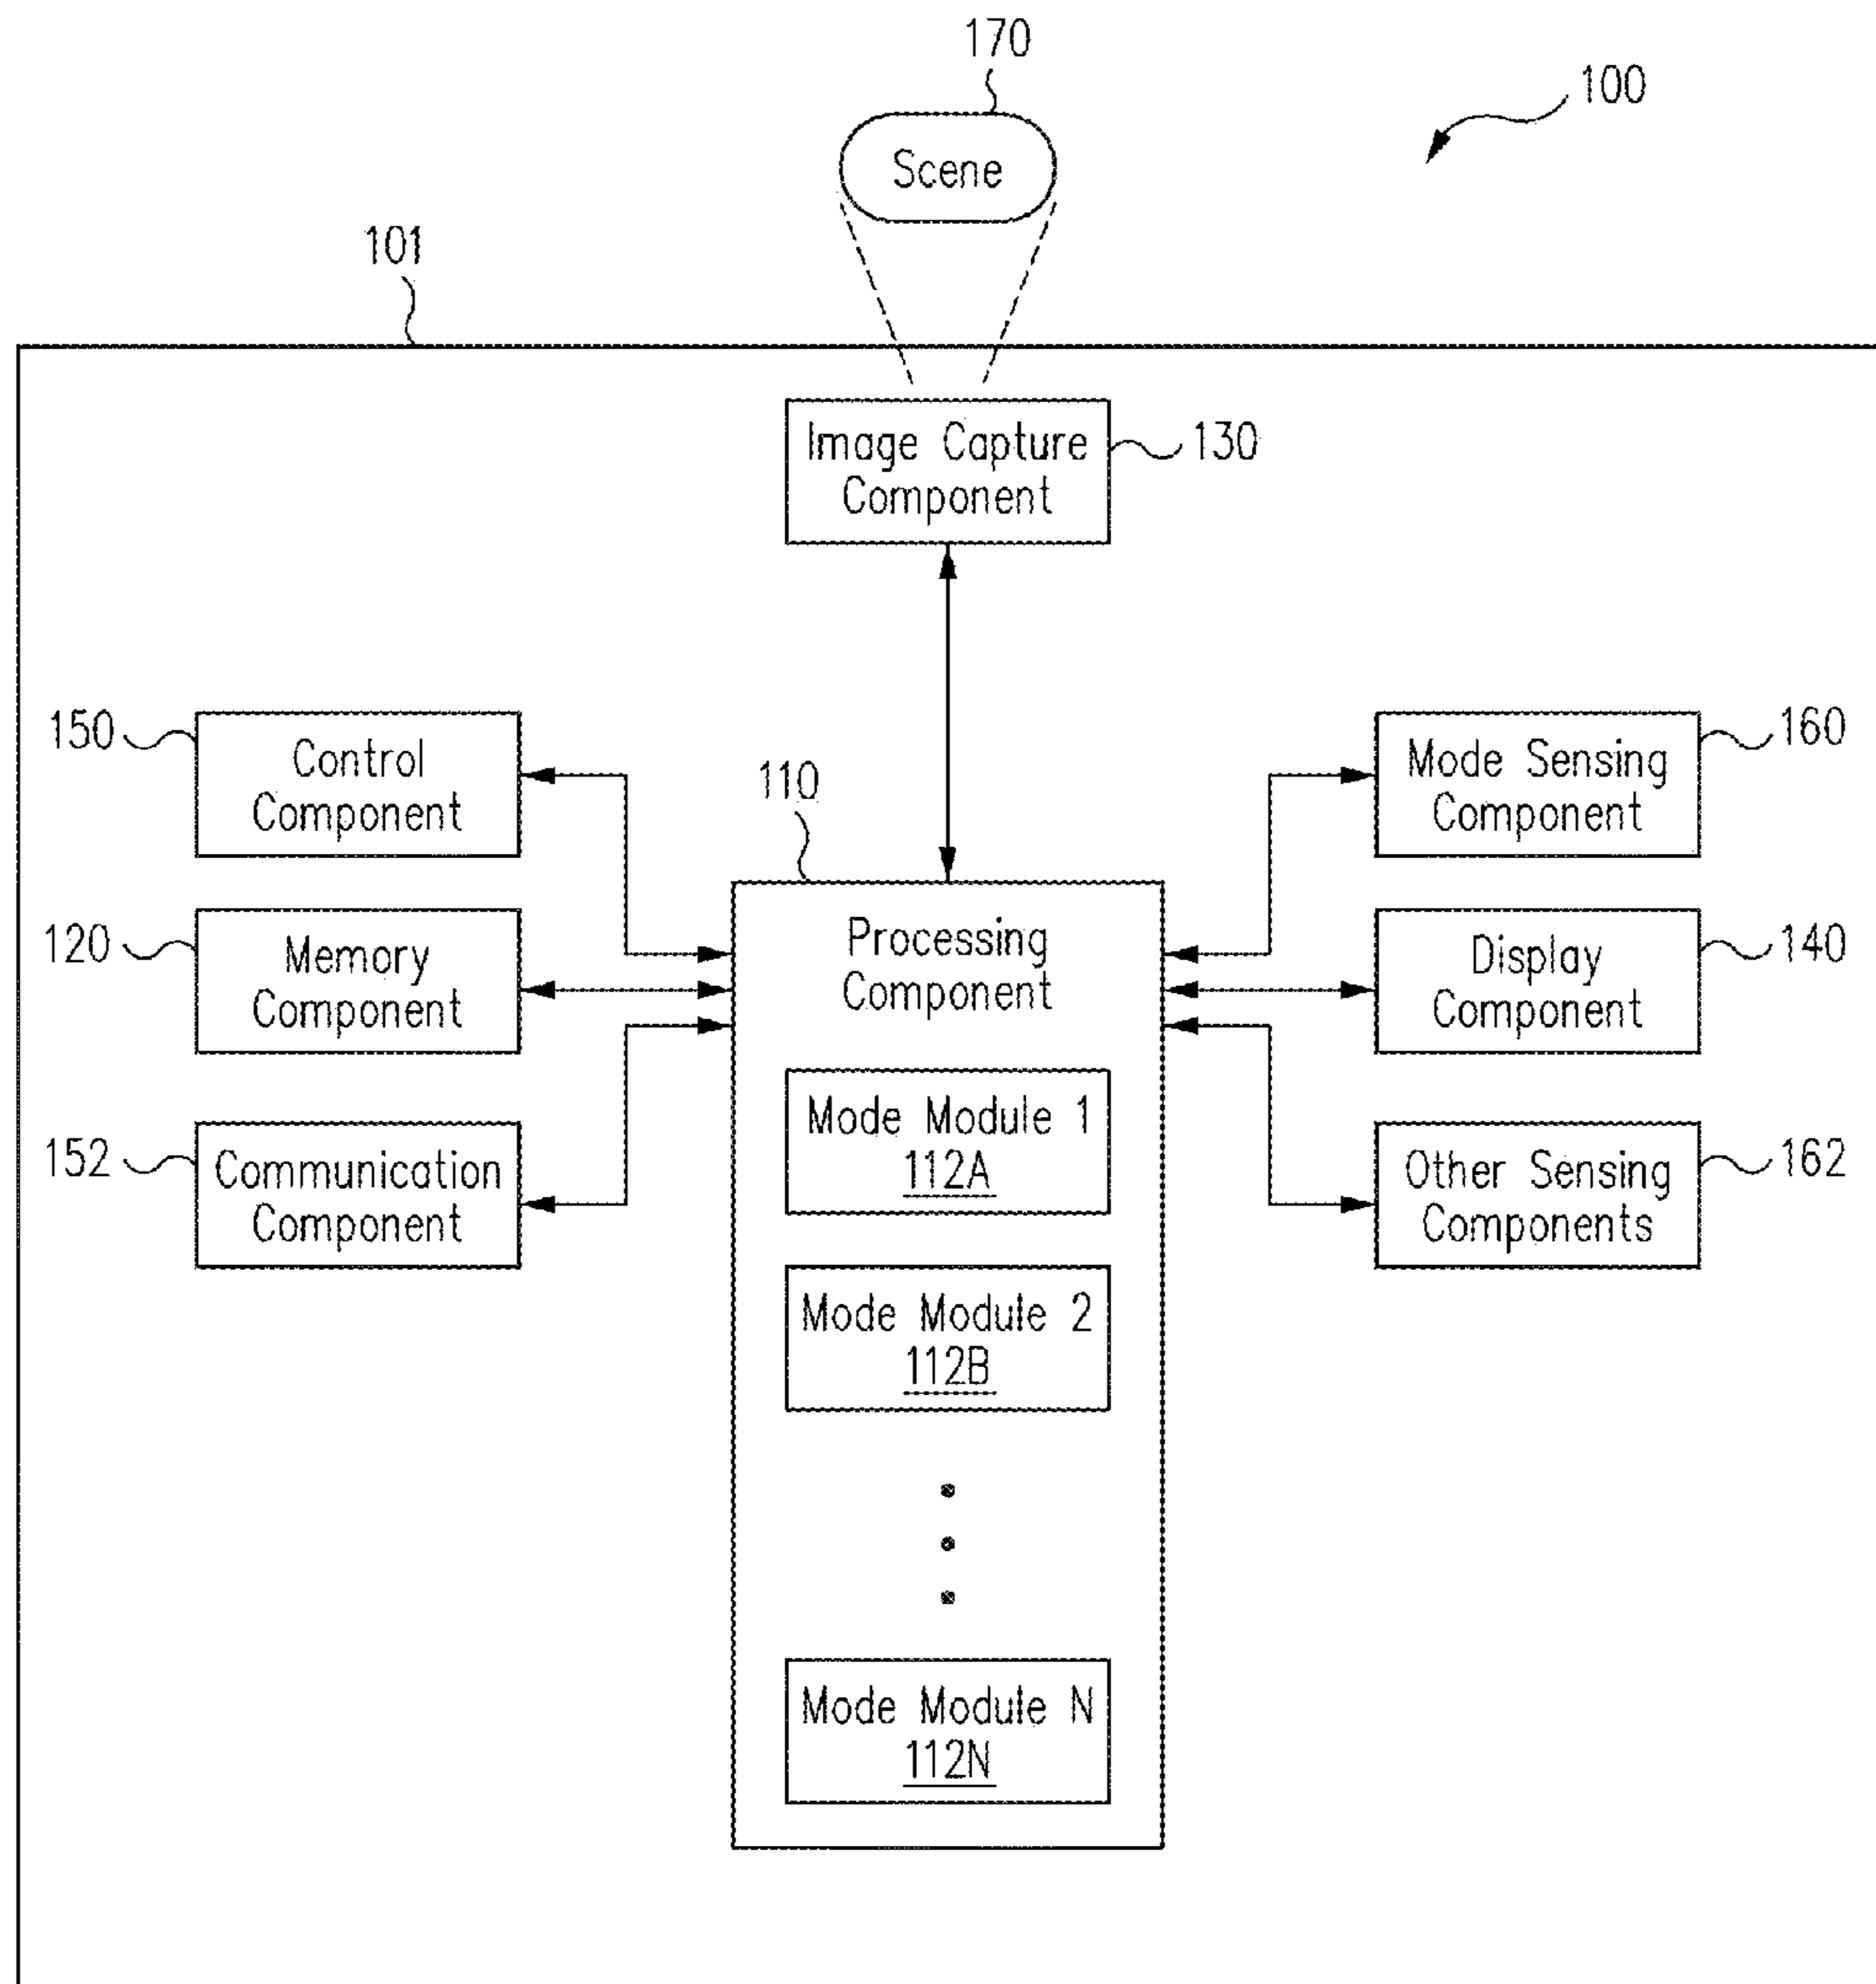 170
100
Scene
101
Image Capture
Component
130
150
Control
Component
110
Mode Sensing
Component
160
120
Memory
Component
Processing
Component
Display
Component
140
Mode Module 1
112A
152
Communication
Component
Other Sensing
Components
162
Mode Module 2
112B
Mode Module N
112N